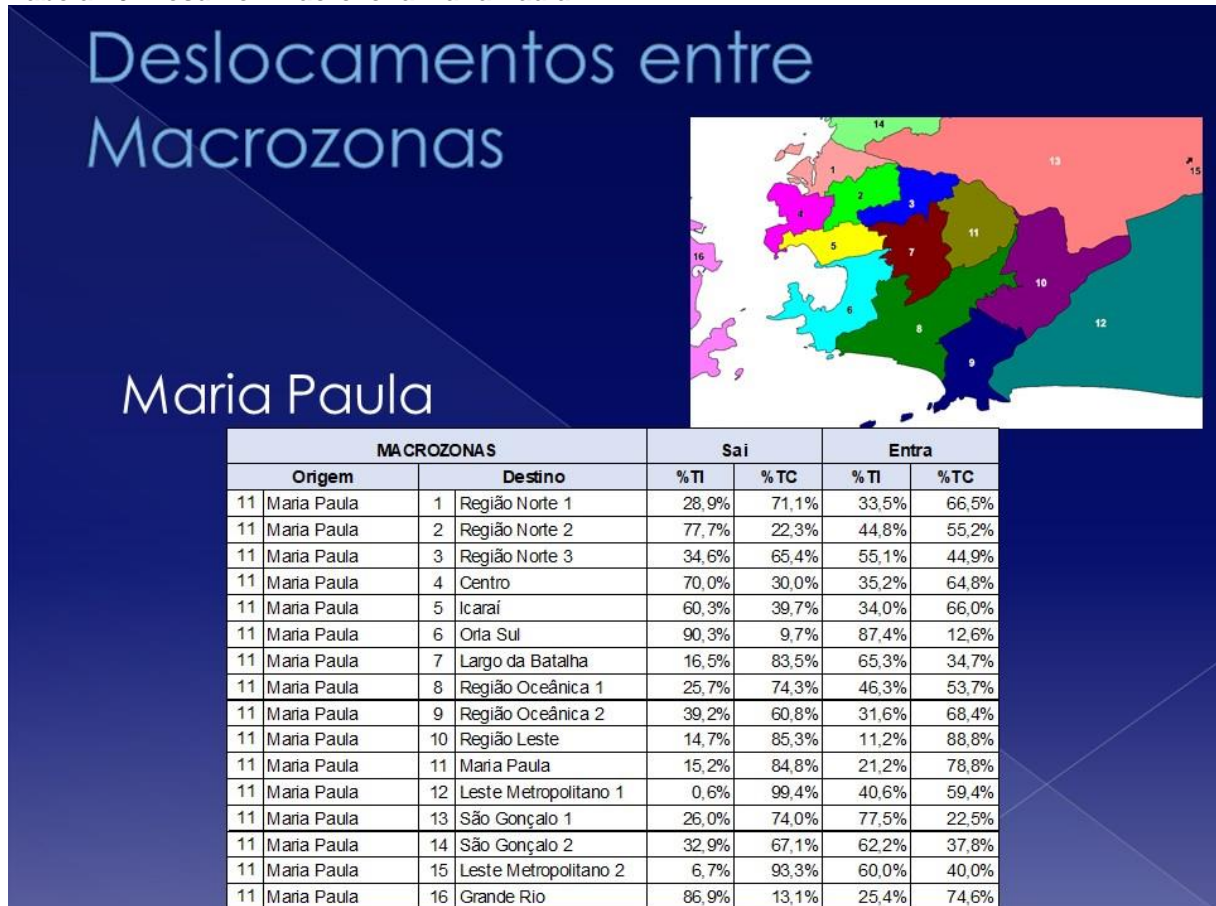 Deslocamentos entre
Macrozonas
14
13
15
1
2
3
4
5
11
7
16
10
6
8
12
9
Maria Paula
MACROZONAS Sai Entra
Origem Destino %TI %TC %TI %TC
11 Maria Paula 1 Região Norte 1 28,9% 71,1% 33,5% 66,5%
11 Maria Paula 2 Região Norte 2 77,7% 22,3% 44,8% 55,2%
11 Maria Paula 3 Região Norte 3 34,6% 65,4% 55,1% 44,9%
11 Maria Paula 4 Centro 70,0% 30,0% 35,2% 64,8%
11 Maria Paula 5 Icaraí 60,3% 39,7% 34,0% 66,0%
11 Maria Paula 6 Orla Sul 90,3% 9,7% 87,4% 12,6%
11 Maria Paula 7 Largo da Batalha 16,5% 83,5% 65,3% 34,7%
11 Maria Paula 8 Região Oceânica 1 25,7% 74,3% 46,3% 53,7%
11 Maria Paula 9 Região Oceânica 2 39,2% 60,8% 31,6% 68,4%
11 Maria Paula 10 Região Leste 14,7% 85,3% 11,2% 88,8%
11 Maria Paula 11 Maria Paula 15,2% 84,8% 21,2% 78,8%
11 Maria Paula 12 Leste Metropolitano 1 0,6% 99,4% 40,6% 59,4%
11 Maria Paula 13 São Gonçalo 1 26,0% 74,0% 77,5% 22,5%
11 Maria Paula 14 São Gonçalo 2 32,9% 67,1% 62,2% 37,8%
11 Maria Paula 15 Leste Metropolitano 2 6,7% 93,3% 60,0% 40,0%
11 Maria Paula 16 Grande Rio 86,9% 13,1% 25,4% 74,6%